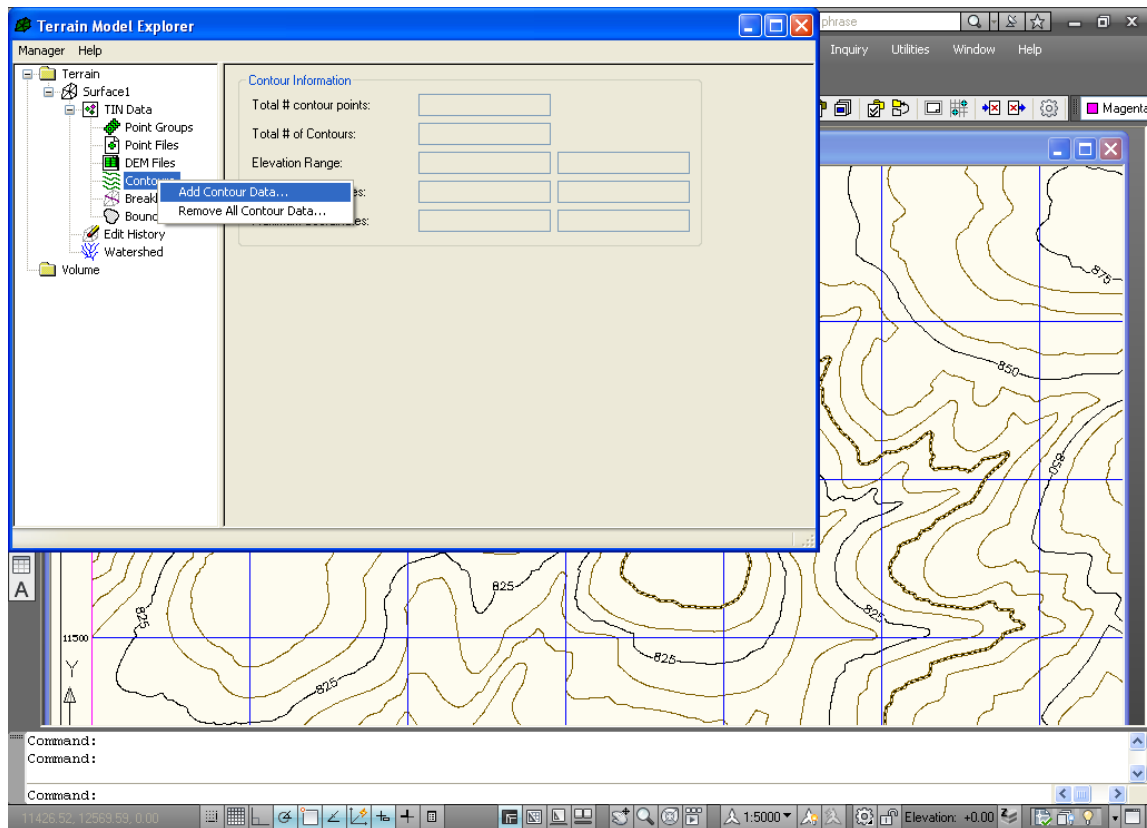 Terrain Model Explorer
phrase
Manager Help
Inquiry Utilities Window Help
Terrain
Surface1
TIN Data
Point Groups
Point Files
DEM Files
Contours
Edit History
Watershed
Volume
Add Contour Data...
Remove All Contour Data...
Contour Information
Total # contour points:
Total # of Contours:
Elevation Range:
Magenta
875
850
850
825
825
825
825
825
11500
Y
A
Command:
Command:
Command:
11426.52, 12569.59, 0.00
1:5000
Elevation: +0.00